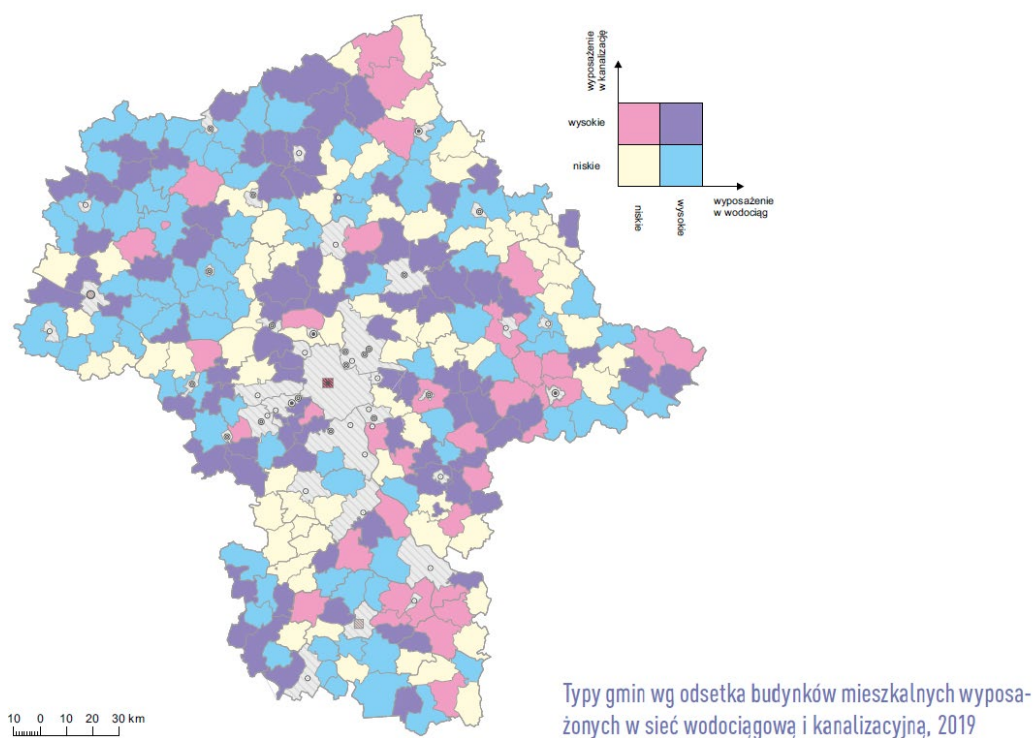 wyposażenie
w kanalizację
wysokie
niskie
niskie
wysokie
wyposażenie
w wodociąg
10 0 10 20 30 km
Typy gmin wg odsetka budynków mieszkalnych wyposa-
żonych w sieć wodociągową i kanalizacyjną, 2019